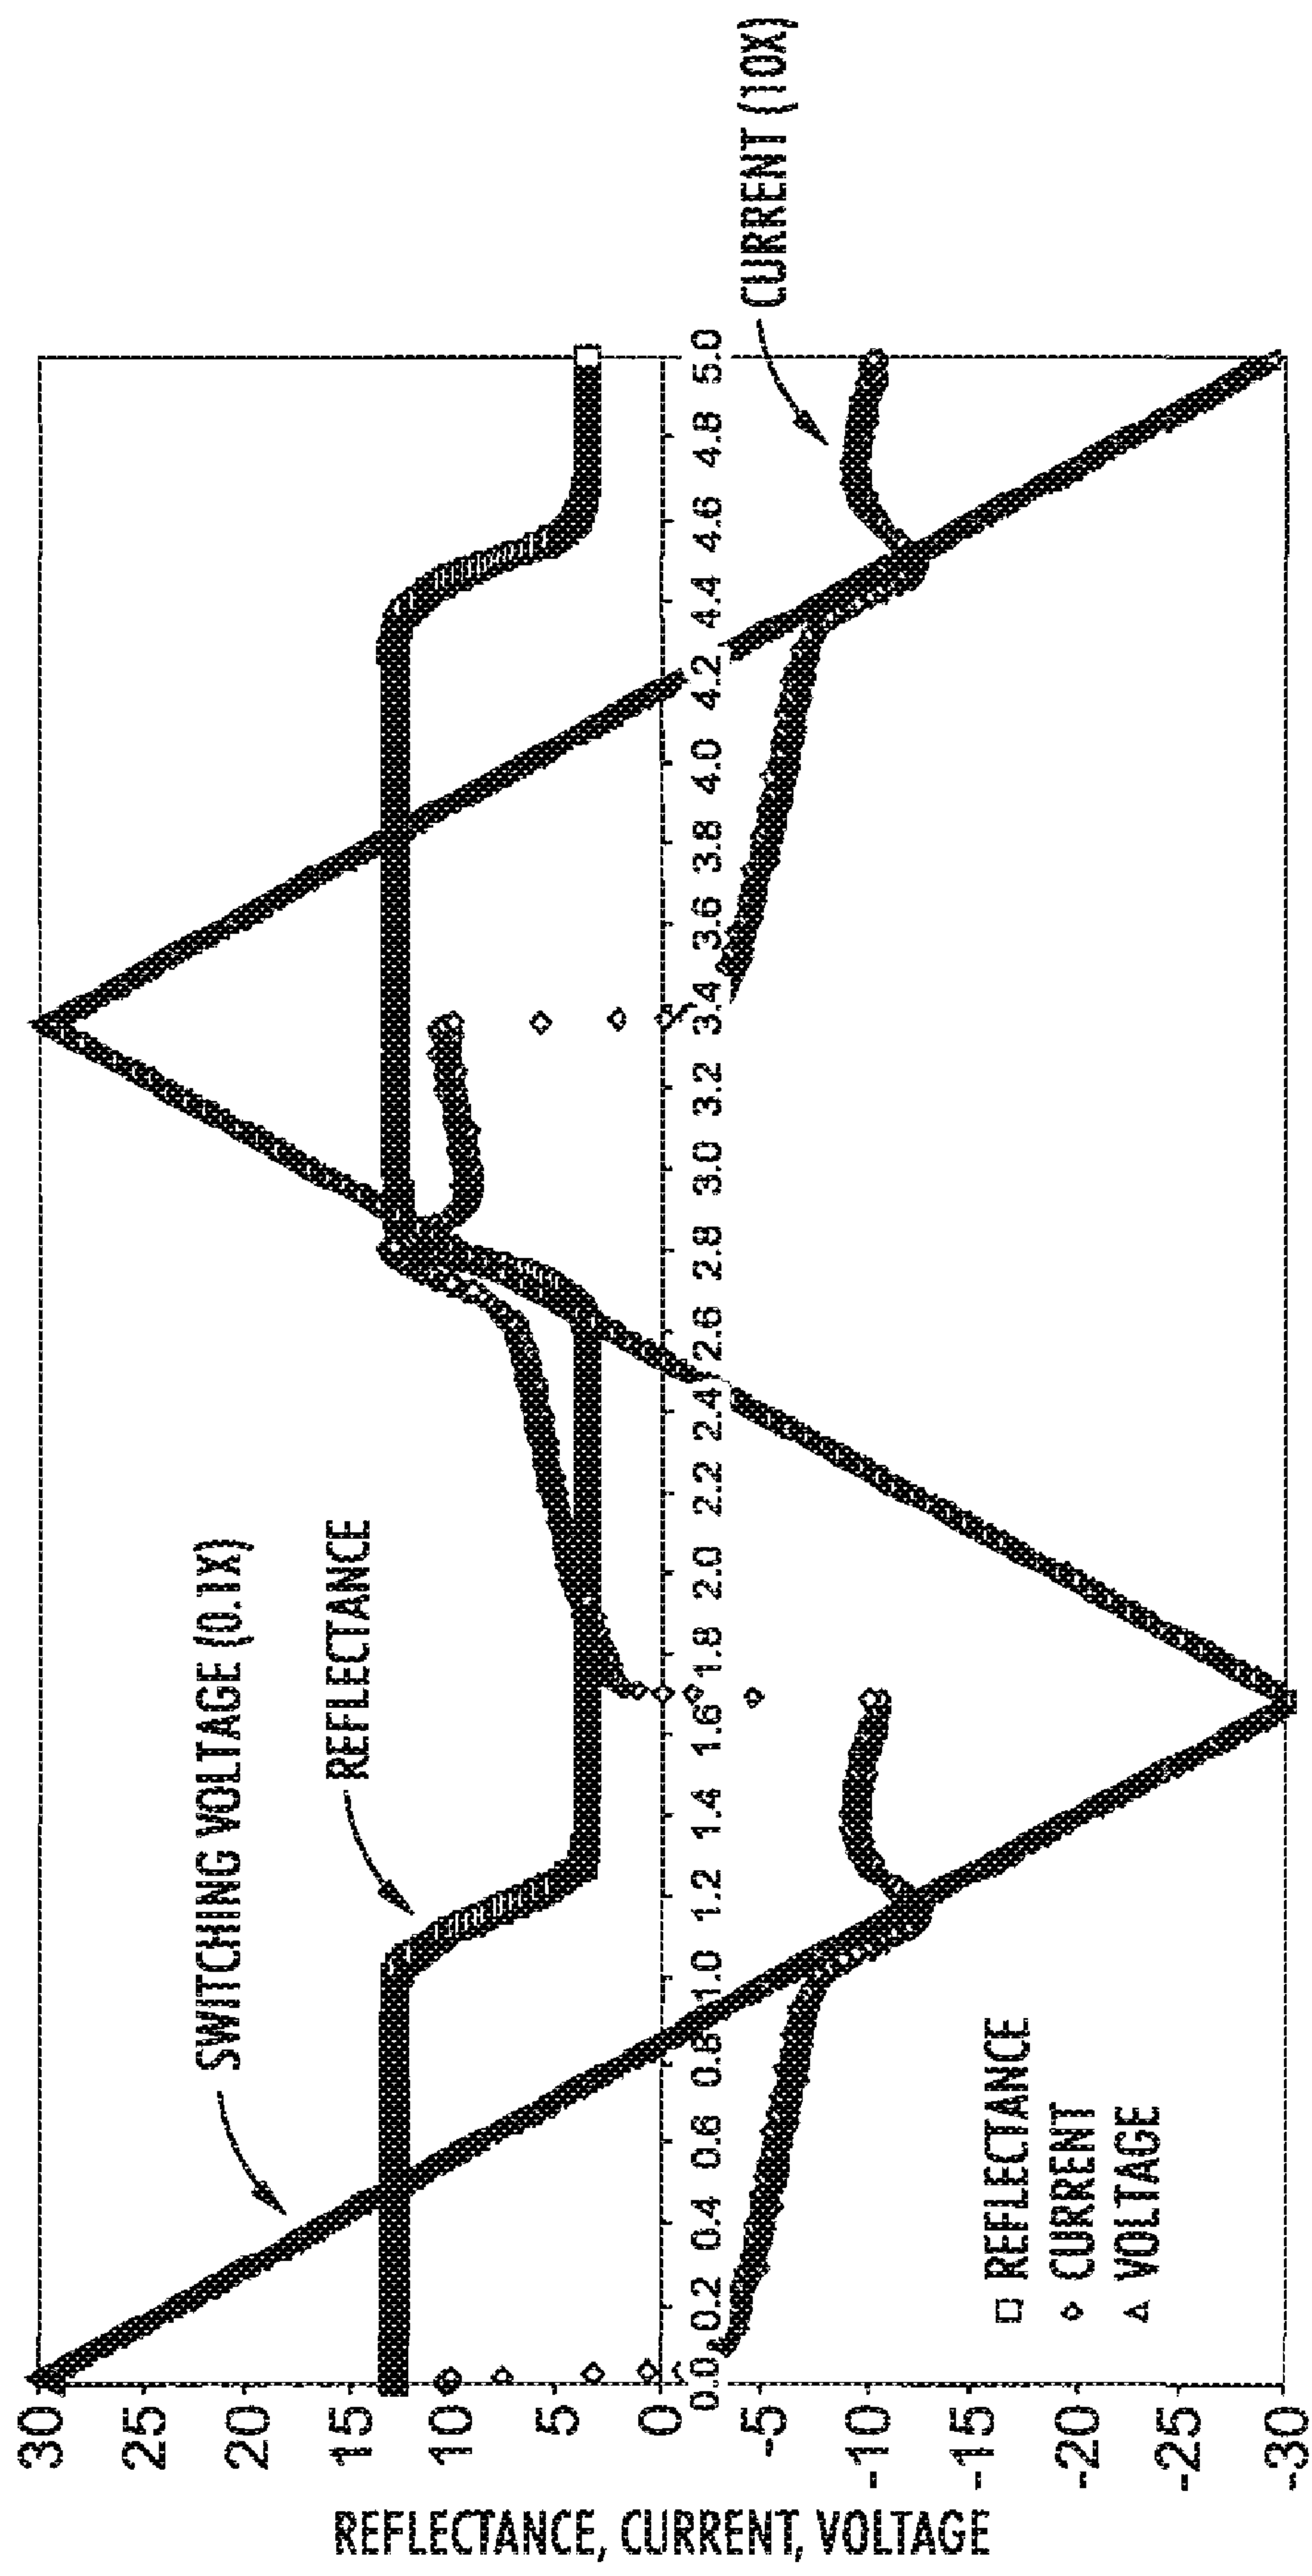 SWITCHING VOLTAGE (0.1X)
REFLECTANCE
CURRENT (10X)
30
25
20
15
10
5
0
-5
-10
-15
-20
-25
-30
REFLECTANCE, CURRENT, VOLTAGE
0.0 0.2 0.4 0.6 0.8 1.0 1.2 1.4 1.6 1.8 2.0 2.2 2.4 2.6 2.8 3.0 3.2 3.4 3.6 3.8 4.0 4.2 4.4 4.6 4.8 5.0
REFLECTANCE
CURRENT
VOLTAGE